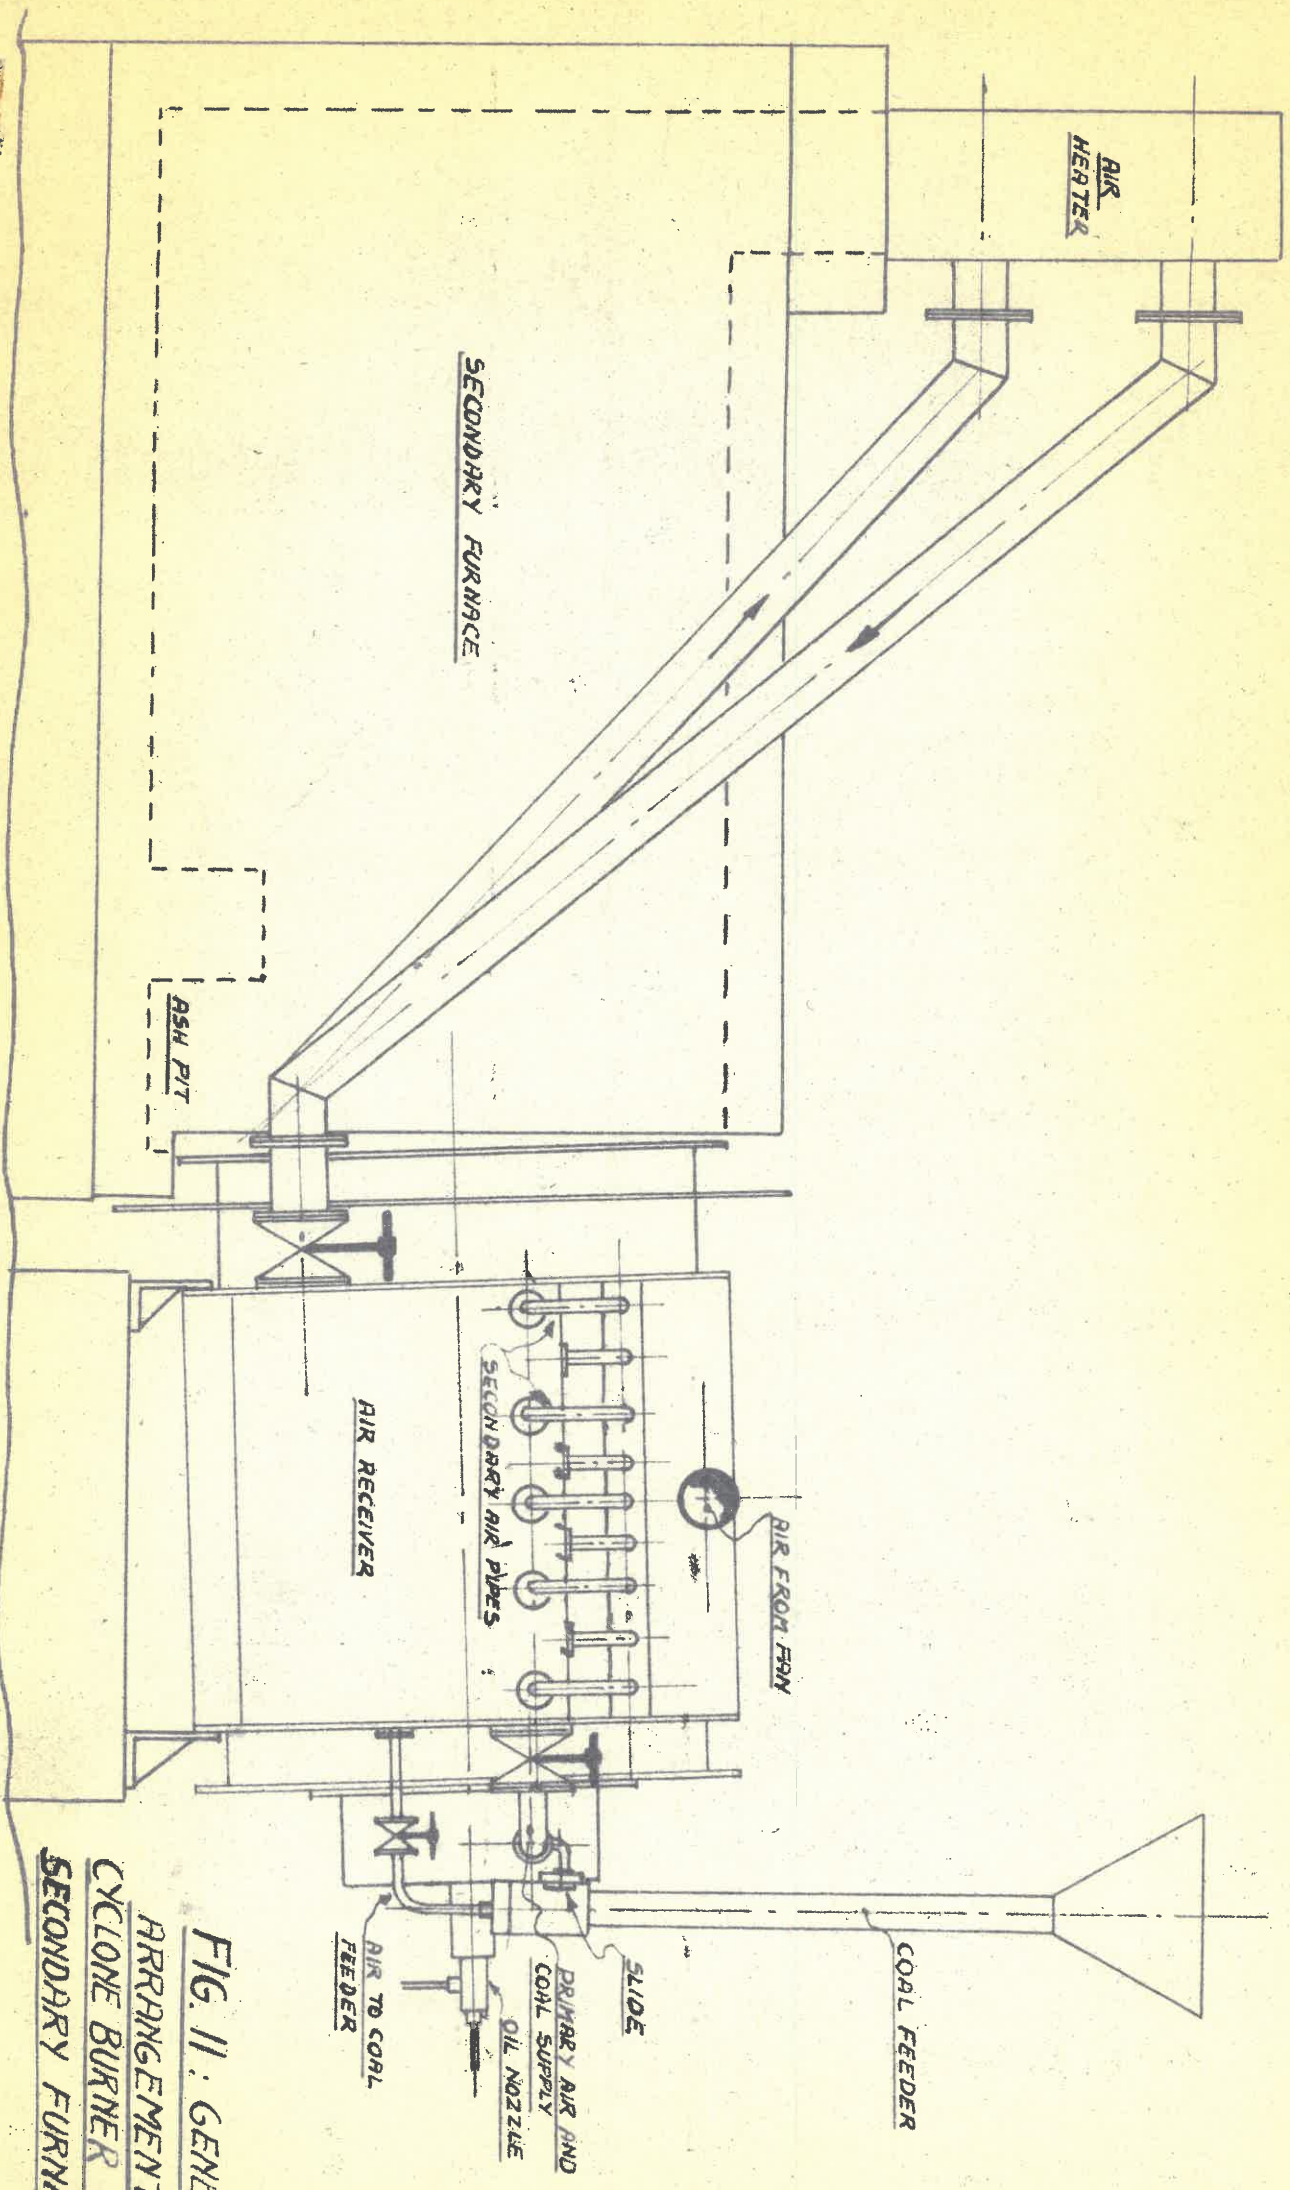 AIR
HEATER
SECONDARY FURNACE
ASH PIT
AIR RECEIVER
SECONDARY AIR PIPES
AIR FROM FAN
COAL FEEDER
SLIDE
PRIMARY AIR AND
COAL SUPPLY
OIL NOZZLE
AIR TO COAL
FEEDER
FIG. 11: GENE
ARRANGEMENT
CYCLONE BURNER
SECONDARY FURN